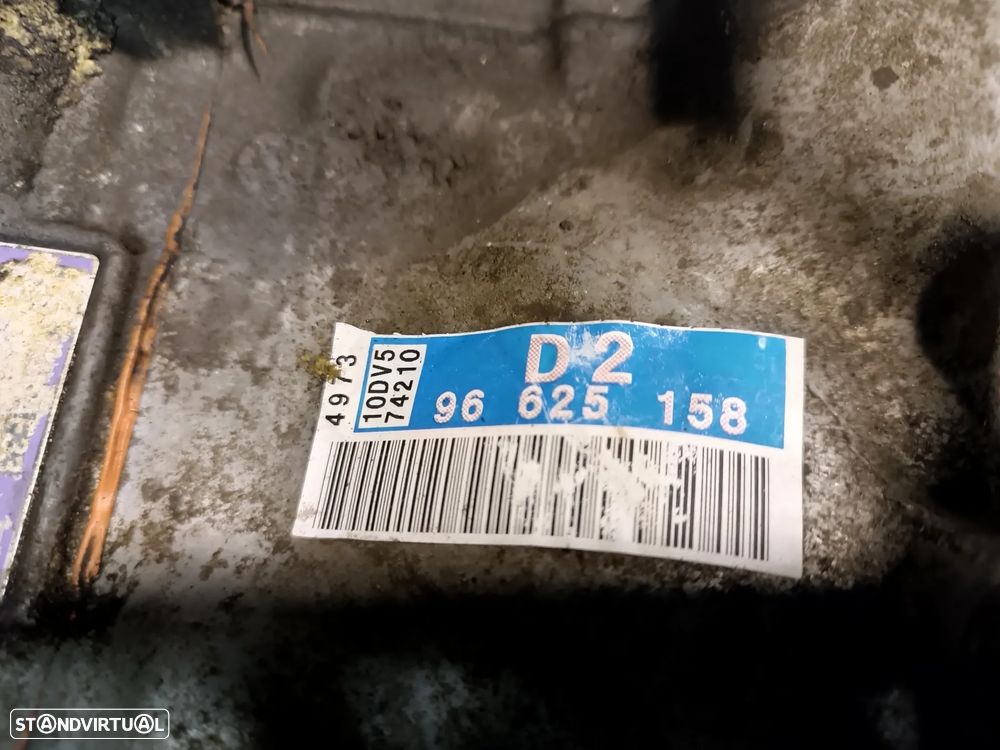 4973
10DV5
74210
D2
96 625 158
STANDVIRTUAL